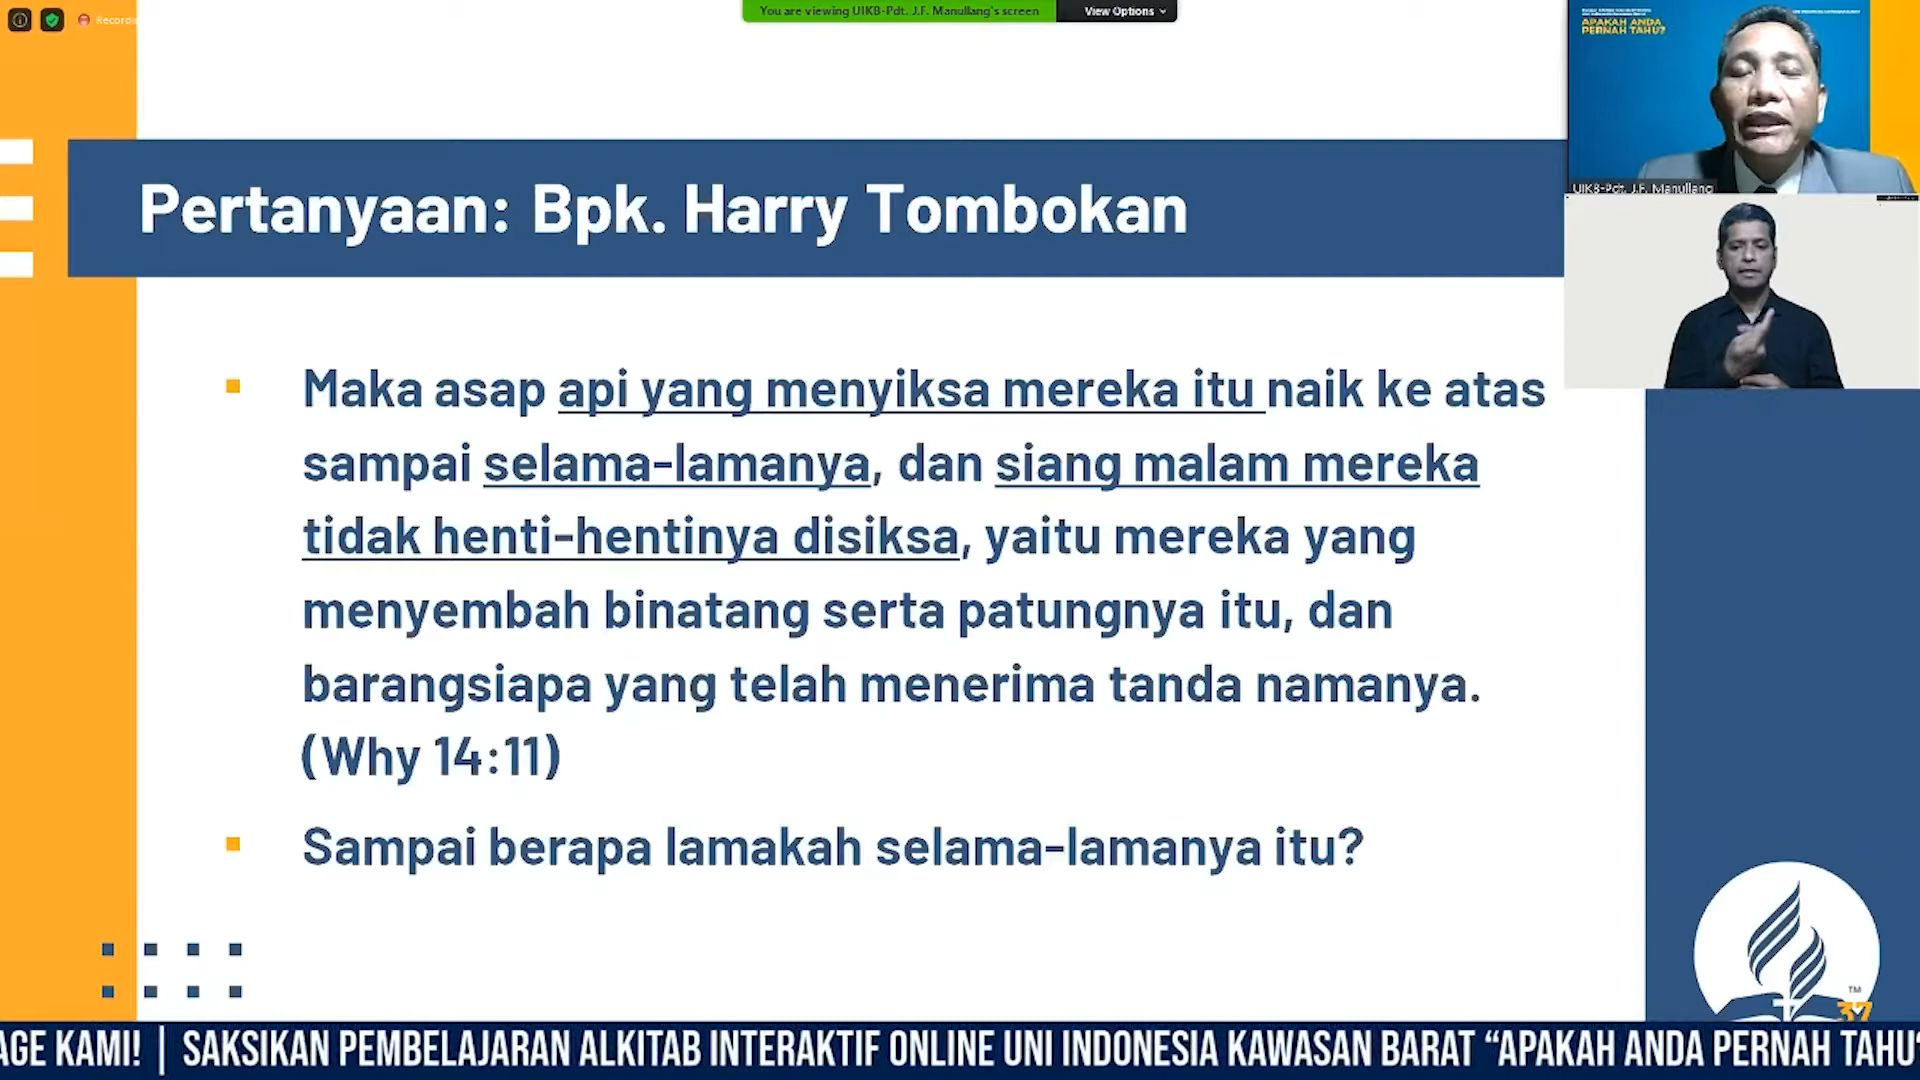 Recordin
You are viewing UIKB-Pdt. J.F. Manullang's screen
View Options
APAKAH ANDA
PERNAH TAHU?
UIKB-Pdt. J.F. Manullang
Pertanyaan: Bpk. Harry Tombokan
Maka asap api yang menyiksa mereka itu naik ke atas
sampai selama-lamanya, dan siang malam mereka
tidak henti-hentinya disiksa, yaitu mereka yang
menyembah binatang serta patungnya itu, dan
barangsiapa yang telah menerima tanda namanya.
(Why 14:11)
Sampai berapa lamakah selama-lamanya itu?
TM
37
AGE KAMI! | SAKSIKAN PEMBELAJARAN ALKITAB INTERAKTIF ONLINE UNI INDONESIA KAWASAN BARAT “APAKAH ANDA PERNAH TAHU